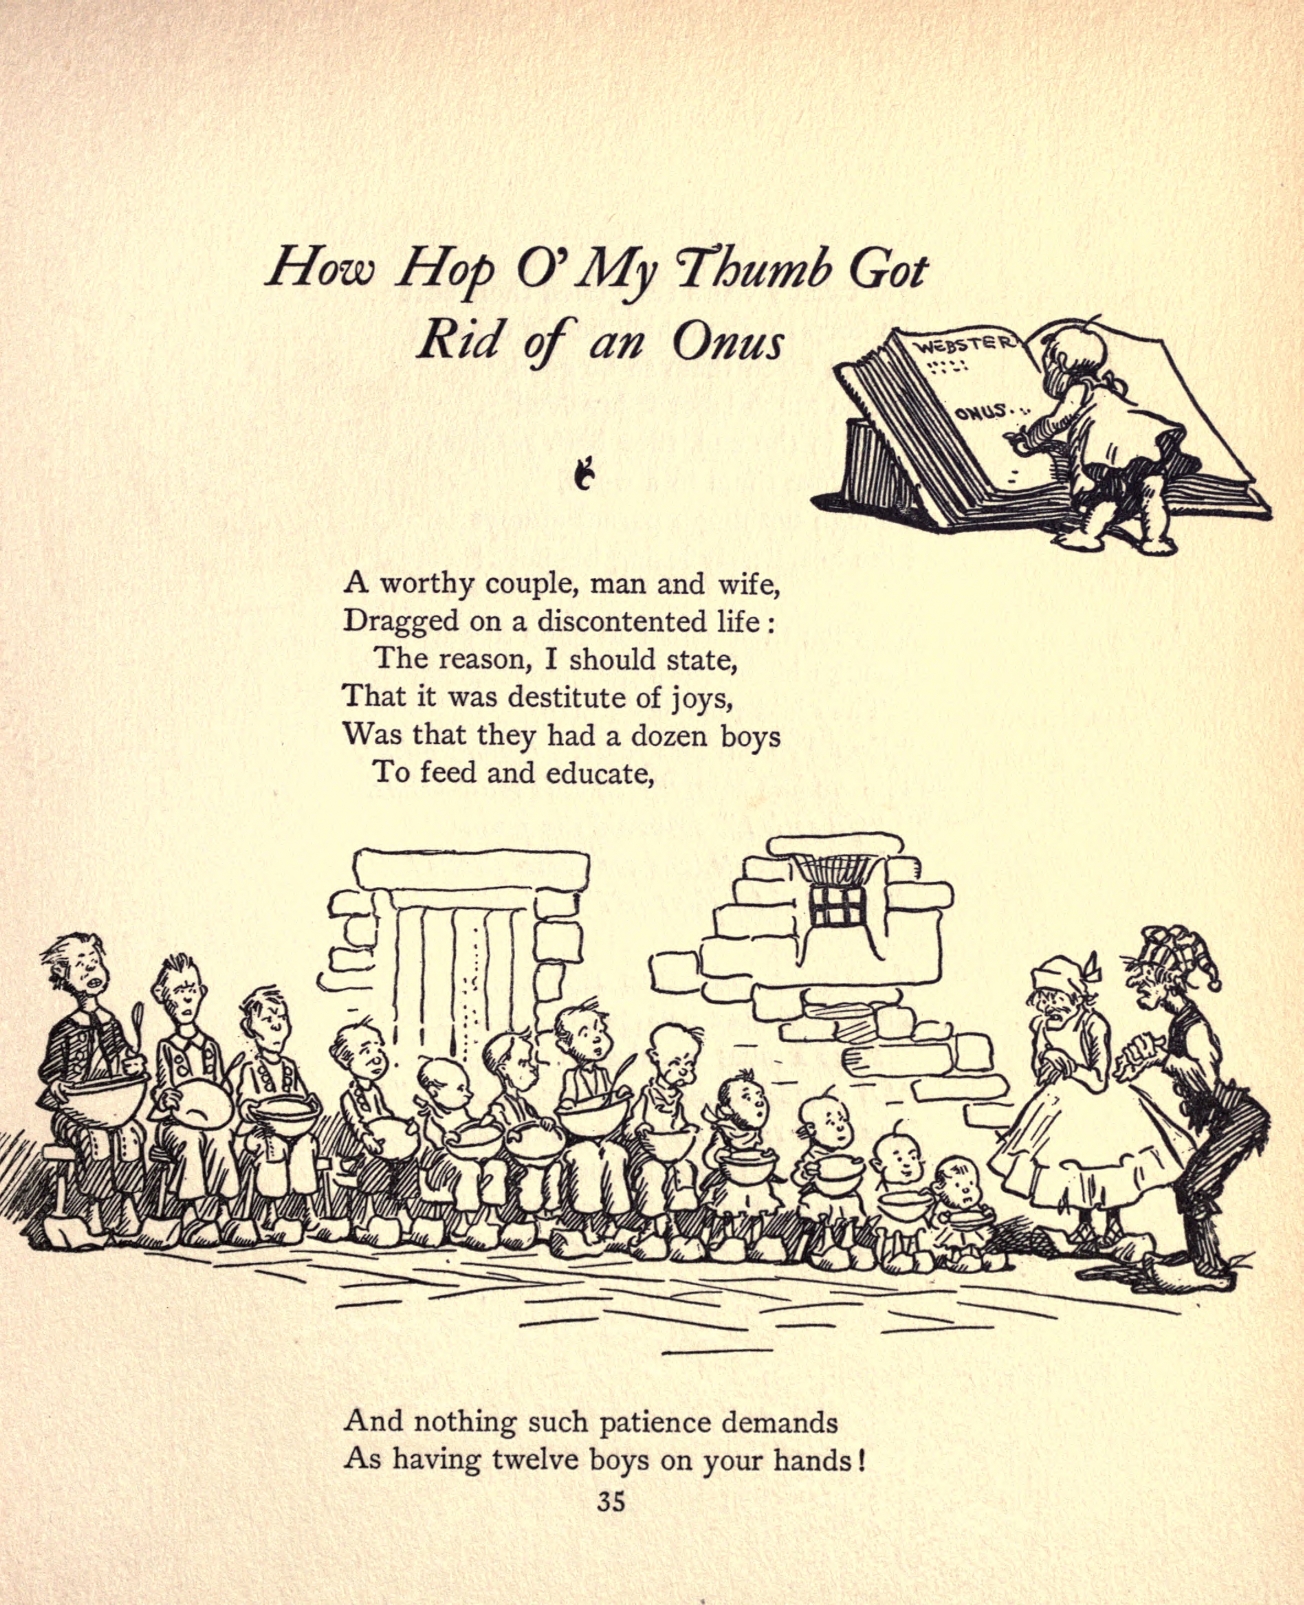 How Hop O' My Thumb Got
Rid of an Onus
WEBSTER
ONUS...
A worthy couple, man and wife,
Dragged on a discontented life :
The reason, I should state,
That it was destitute of joys,
Was that they had a dozen boys
To feed and educate,
And nothing such patience demands
As having twelve boys on your hands!
35